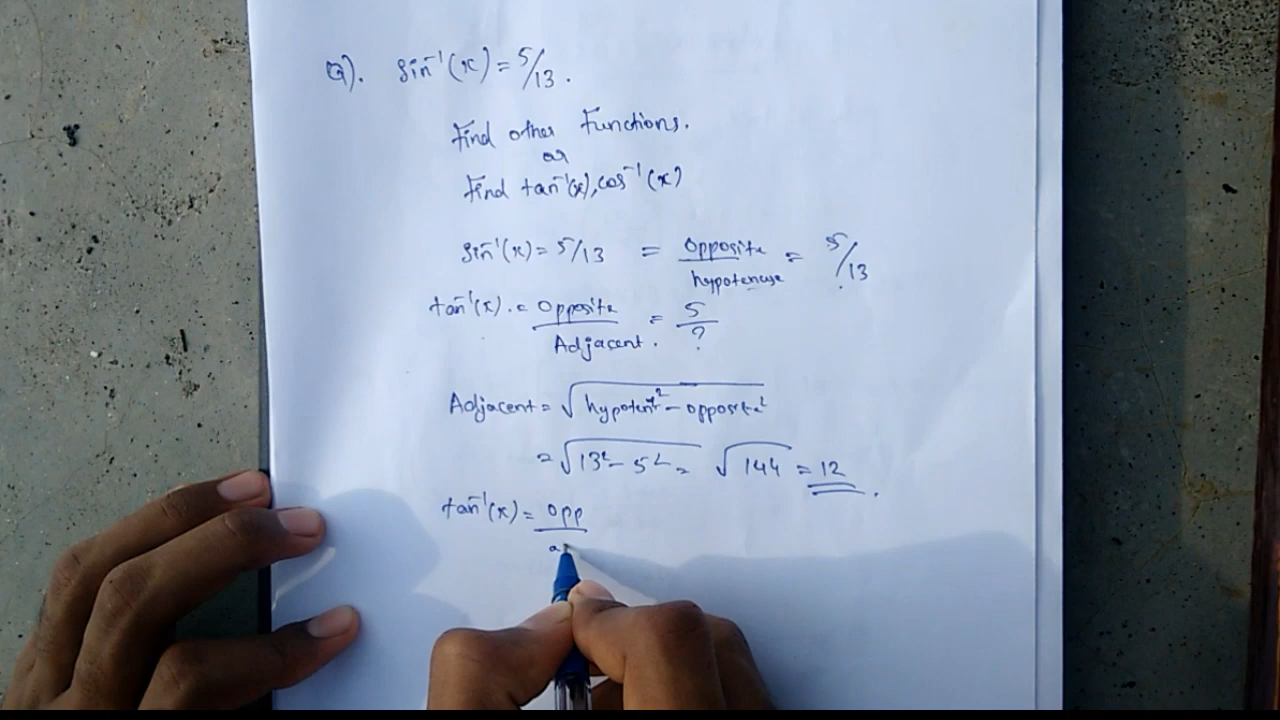 Q). sin⁻¹(x) = 5/13.
Find other Functions.
or
Find tan⁻¹(x), cos⁻¹(x)
sin⁻¹(x) = 5/13 = Opposite/hypotenuse = 5/13
tan⁻¹(x). = Opposite/Adjacent. = 5/?
Adjacent = √hypoten²-opposite²
= √13²-5² = √144 = 12.
tan⁻¹(x) = Opp/a